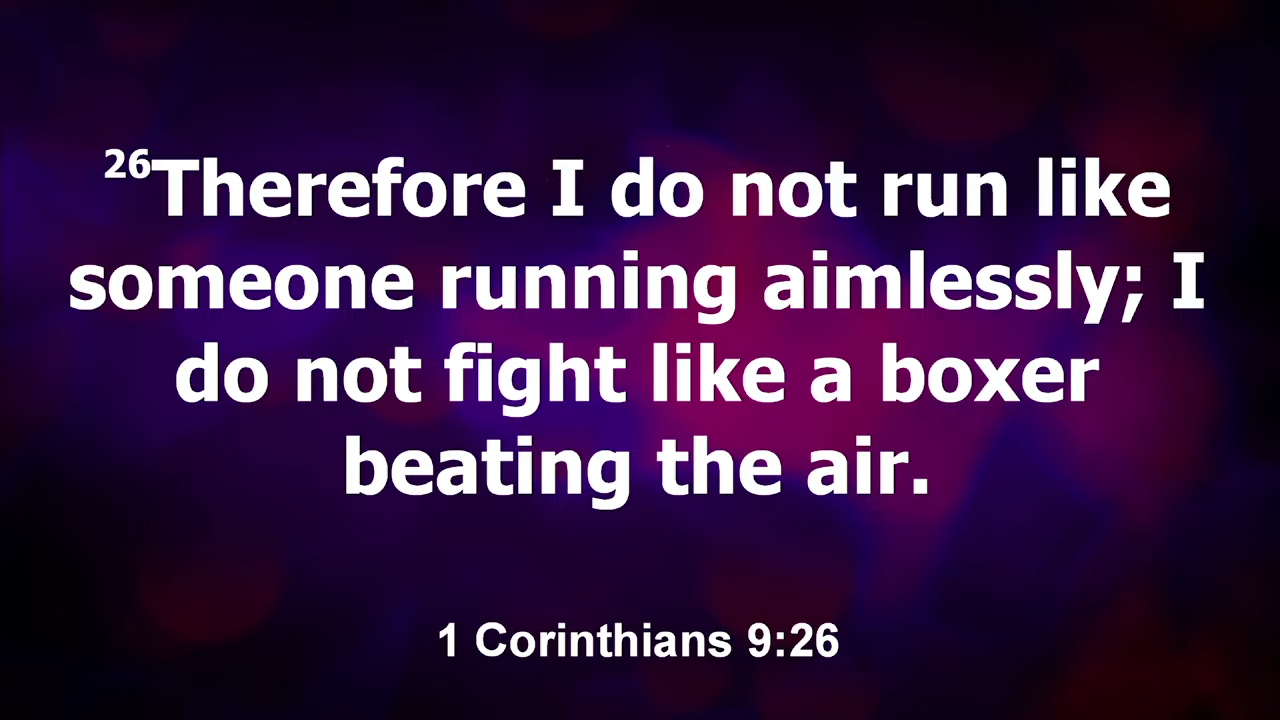 ²⁶Therefore I do not run like
someone running aimlessly; I
do not fight like a boxer
beating the air.
1 Corinthians 9:26